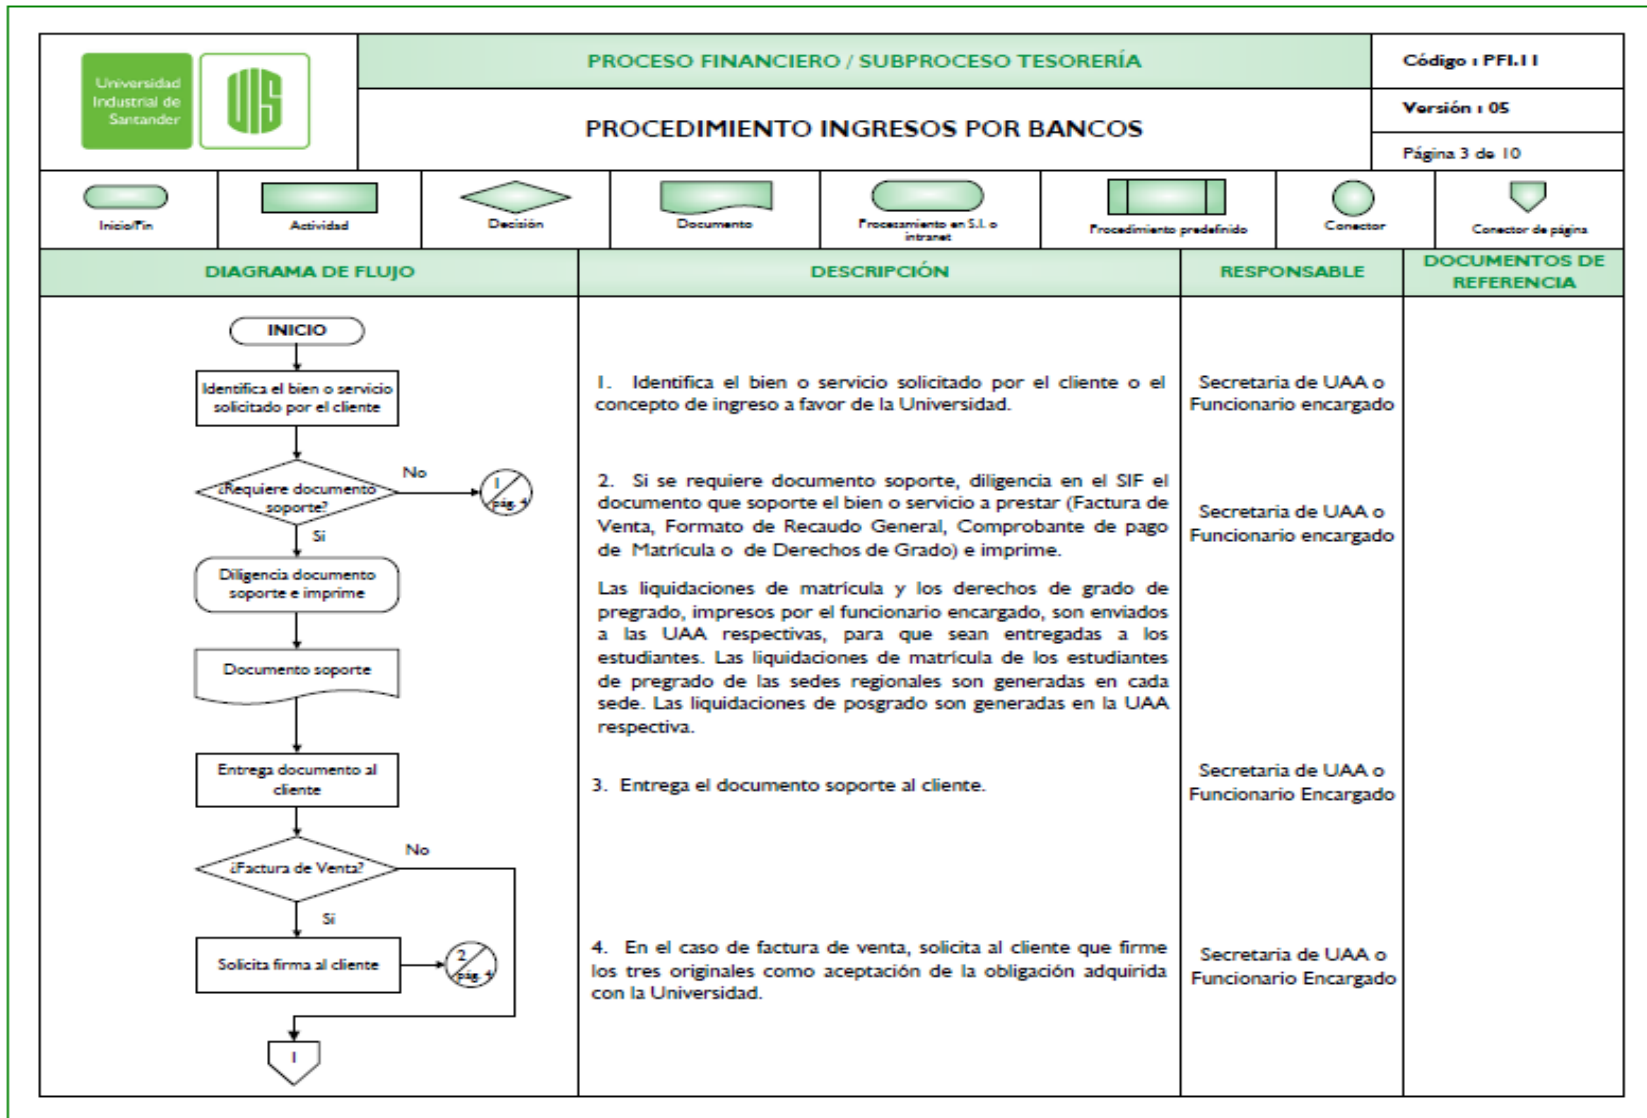 Universidad
Industrial de
Santander
UIS
PROCESO FINANCIERO / SUBPROCESO TESORERÍA
PROCEDIMIENTO INGRESOS POR BANCOS
Código : PFI.11
Versión : 05
Página 3 de 10
Inicio/Fin
Actividad
Decisión
Documento
Procesamiento en S.I. o
intranet
Procedimiento predefinido
Conector
Conector de página
DIAGRAMA DE FLUJO
DESCRIPCIÓN
RESPONSABLE
DOCUMENTOS DE
REFERENCIA
INICIO
Identifica el bien o servicio
solicitado por el cliente
¿Requiere documento
soporte?
No
1
pág. 4
Si
Diligencia documento
soporte e imprime
Documento soporte
Entrega documento al
cliente
¿Factura de Venta?
No
Si
Solicita firma al cliente
2
pág. 4
1
1. Identifica el bien o servicio solicitado por el cliente o el
concepto de ingreso a favor de la Universidad.
Secretaria de UAA o
Funcionario encargado
2. Si se requiere documento soporte, diligencia en el SIF el
documento que soporte el bien o servicio a prestar (Factura de
Venta, Formato de Recaudo General, Comprobante de pago
de Matrícula o de Derechos de Grado) e imprime.
Secretaria de UAA o
Funcionario encargado
Las liquidaciones de matrícula y los derechos de grado de
pregrado, impresos por el funcionario encargado, son enviados
a las UAA respectivas, para que sean entregadas a los
estudiantes. Las liquidaciones de matrícula de los estudiantes
de pregrado de las sedes regionales son generadas en cada
sede. Las liquidaciones de posgrado son generadas en la UAA
respectiva.
3. Entrega el documento soporte al cliente.
Secretaria de UAA o
Funcionario Encargado
4. En el caso de factura de venta, solicita al cliente que firme
los tres originales como aceptación de la obligación adquirida
con la Universidad.
Secretaria de UAA o
Funcionario Encargado